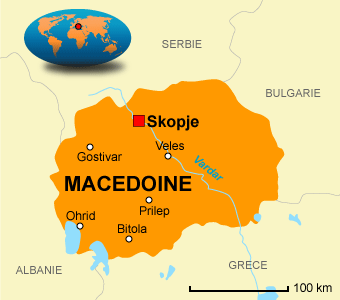 SERBIE
BULGARIE
Skopje
Gostivar
Veles
Vardar
MACEDOINE
Prilep
Ohrid
Bitola
ALBANIE
GRECE
100 km